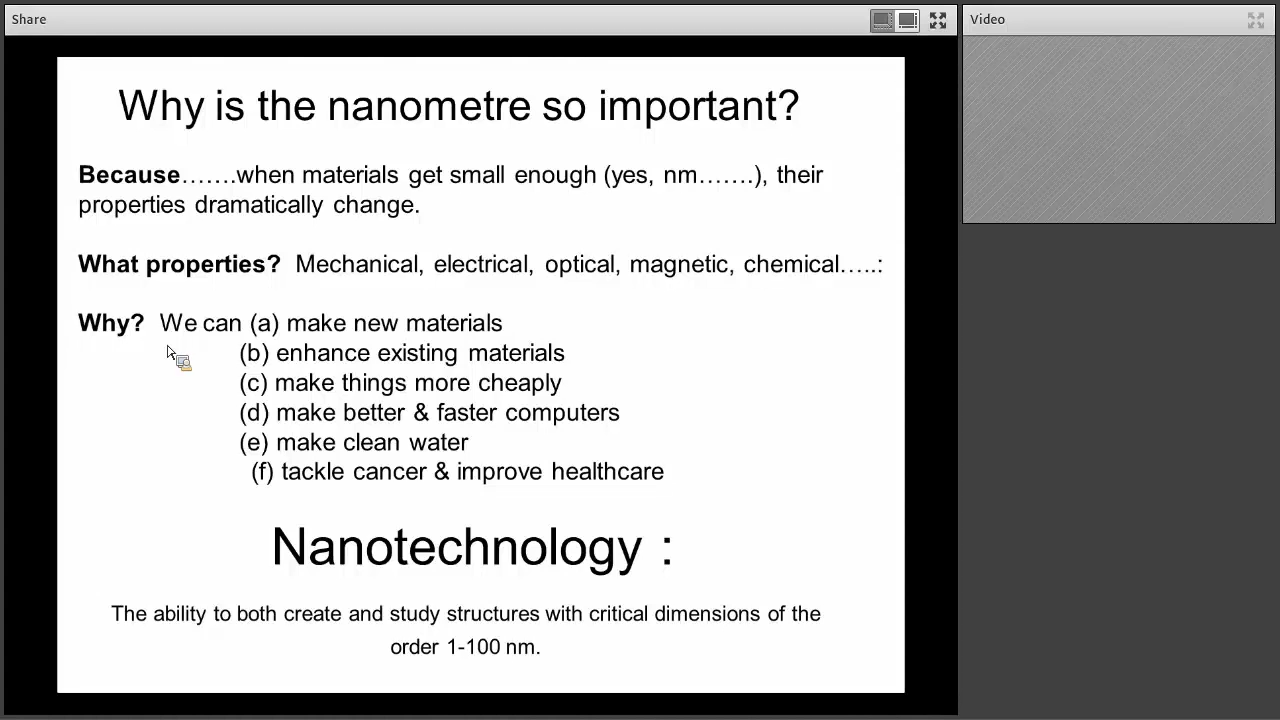 Share
Video
Why is the nanometre so important?
Because…….when materials get small enough (yes, nm…….), their
properties dramatically change.
What properties? Mechanical, electrical, optical, magnetic, chemical…..:
Why? We can (a) make new materials
(b) enhance existing materials
(c) make things more cheaply
(d) make better & faster computers
(e) make clean water
(f) tackle cancer & improve healthcare
Nanotechnology :
The ability to both create and study structures with critical dimensions of the
order 1-100 nm.